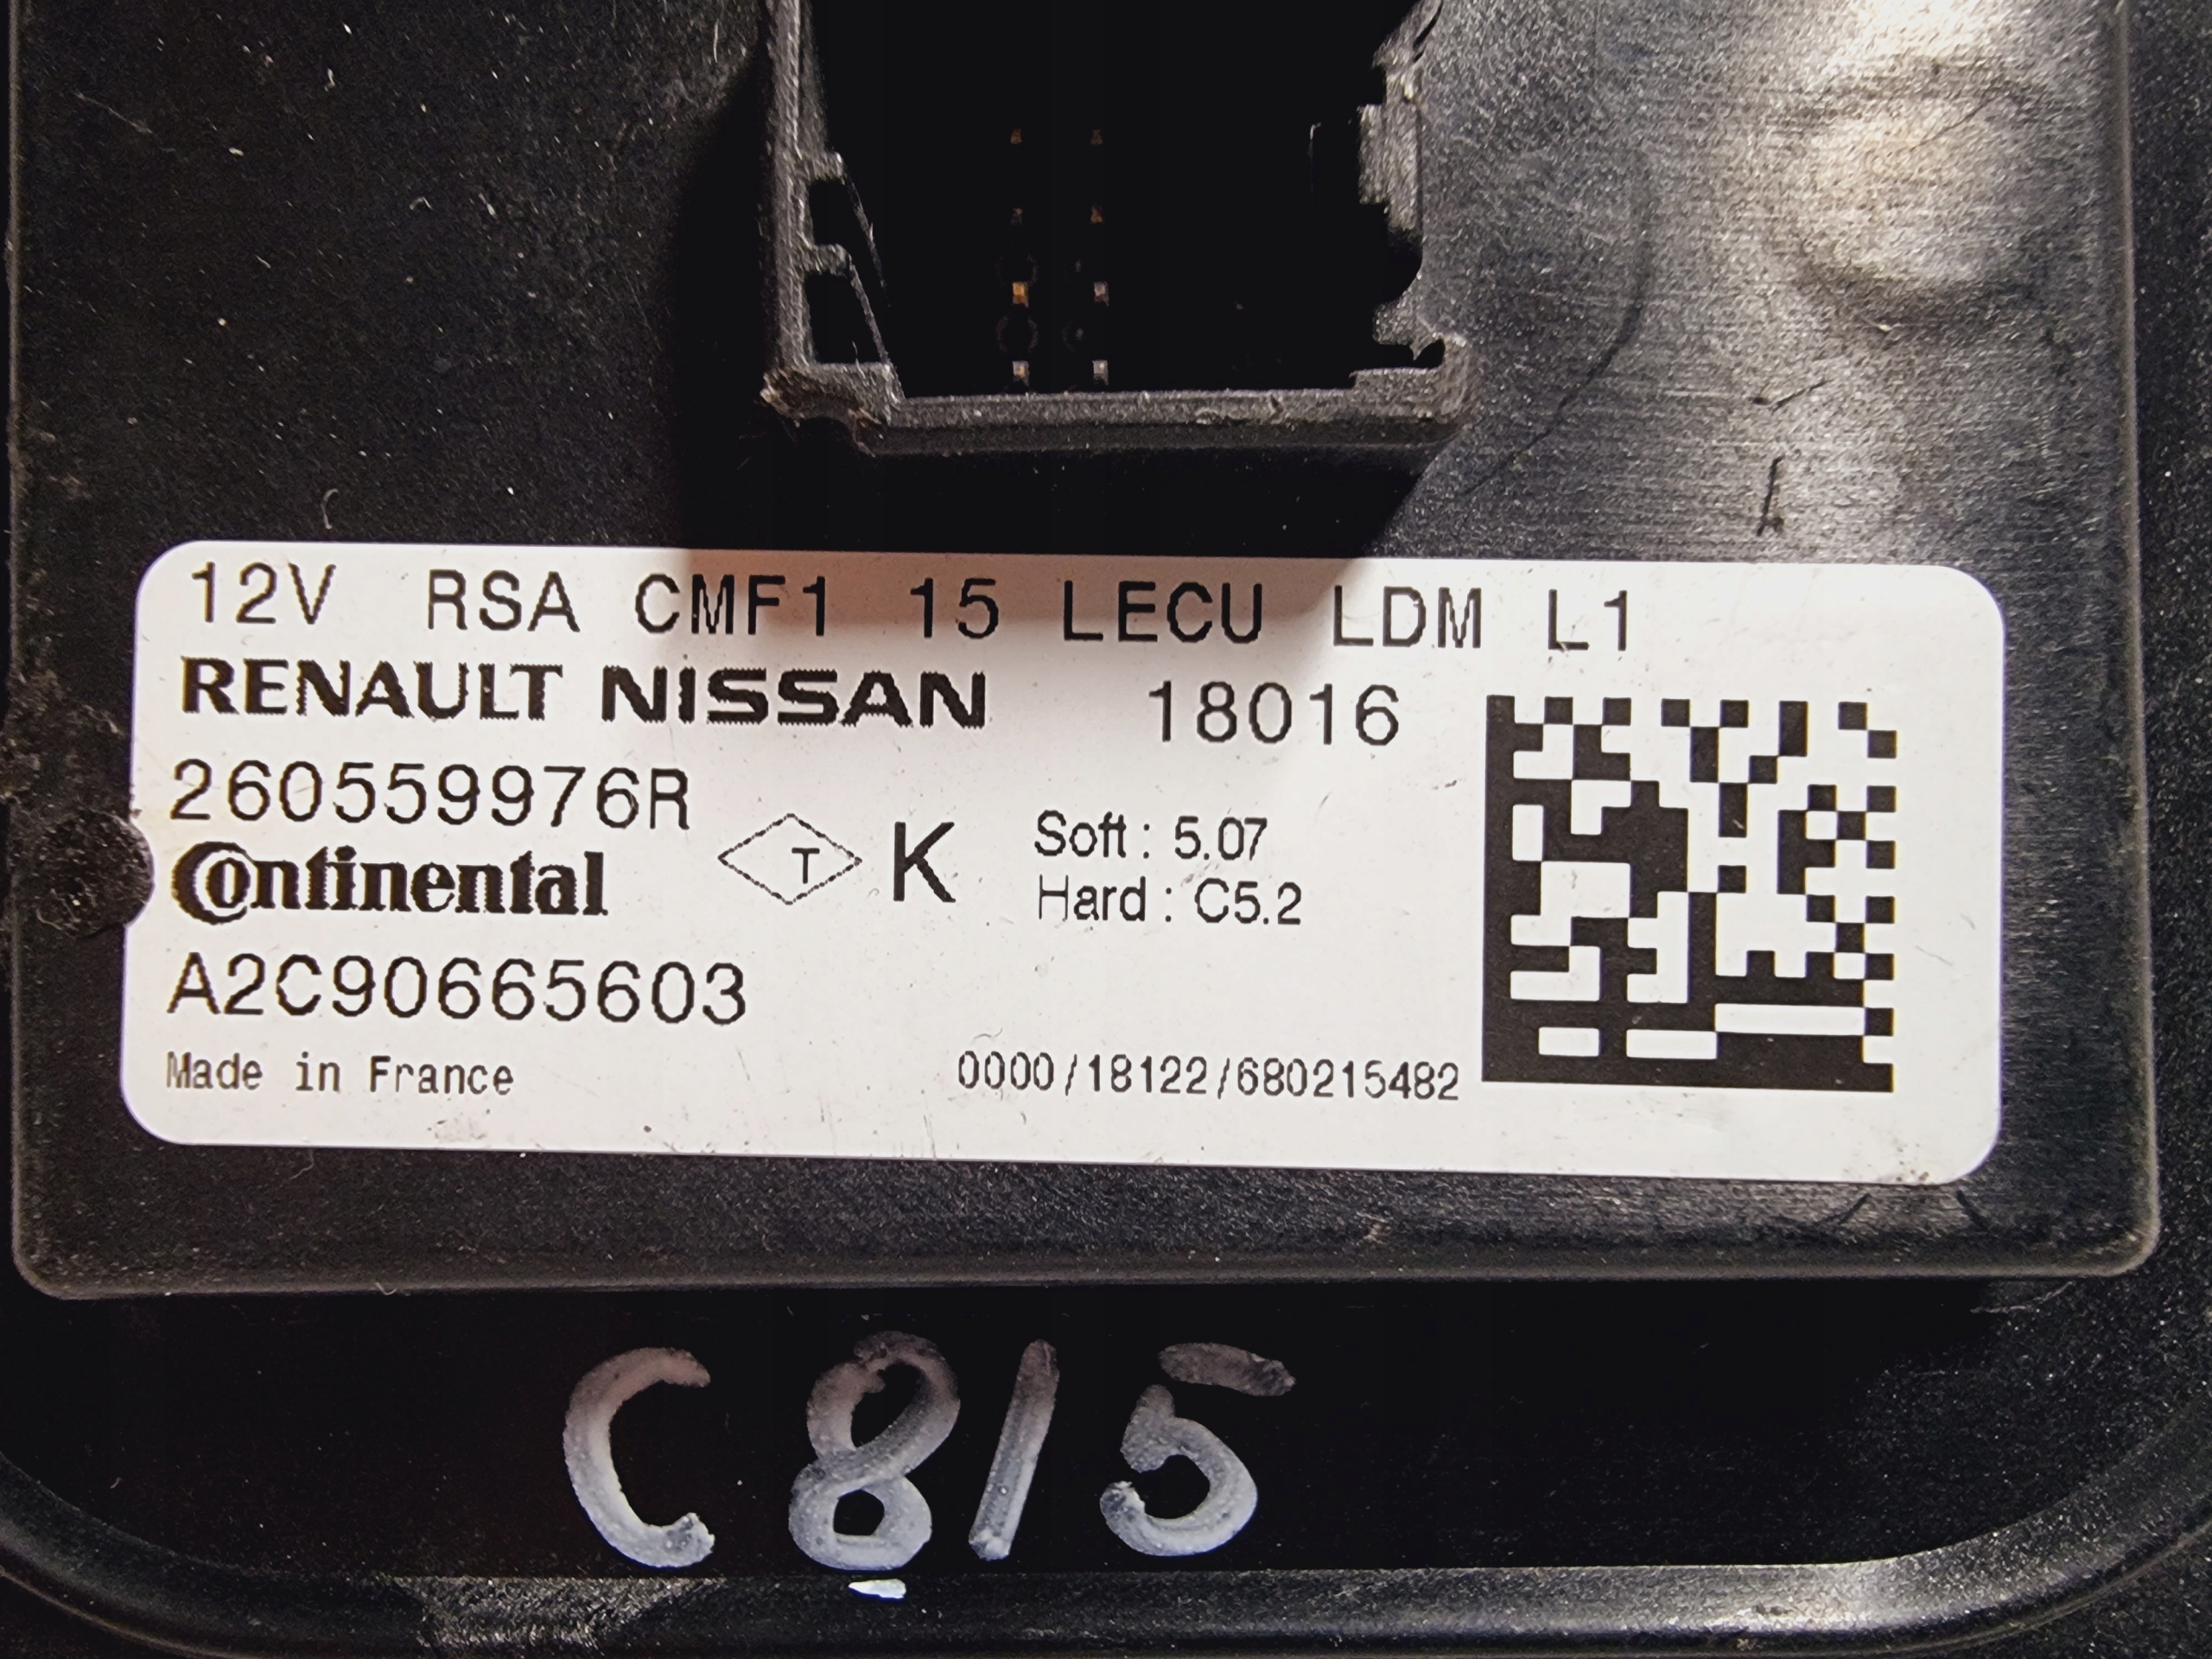 12V RSA CMF1 15 LECU LDM L1
RENAULT NISSAN 18016
260559976R
T K Soft : 5.07
Continental Hard : C5.2
A2C90665603
Made in France 0000/18122/680215482
C815